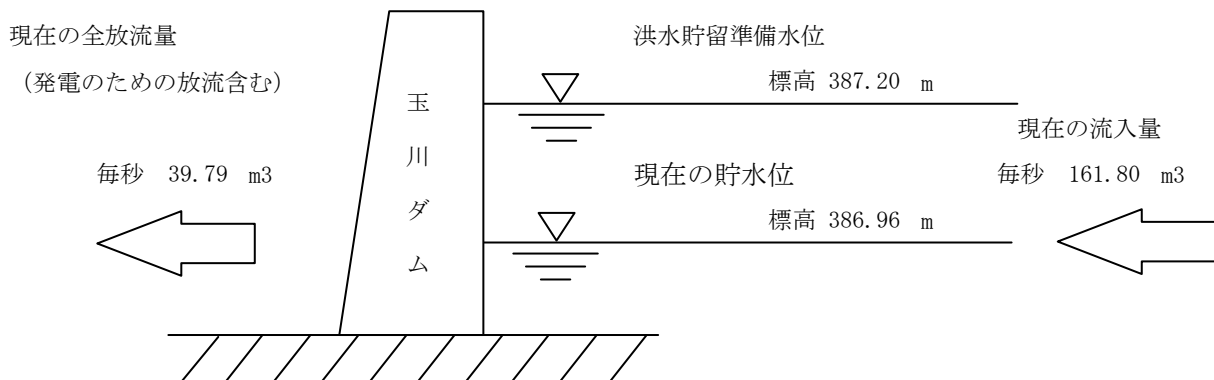 現在の全放流量
（発電のための放流含む）
毎秒　39.79　m3
玉川ダム
洪水貯留準備水位
標高 387.20　m
現在の貯水位
標高 386.96　m
現在の流入量
毎秒　161.80　m3